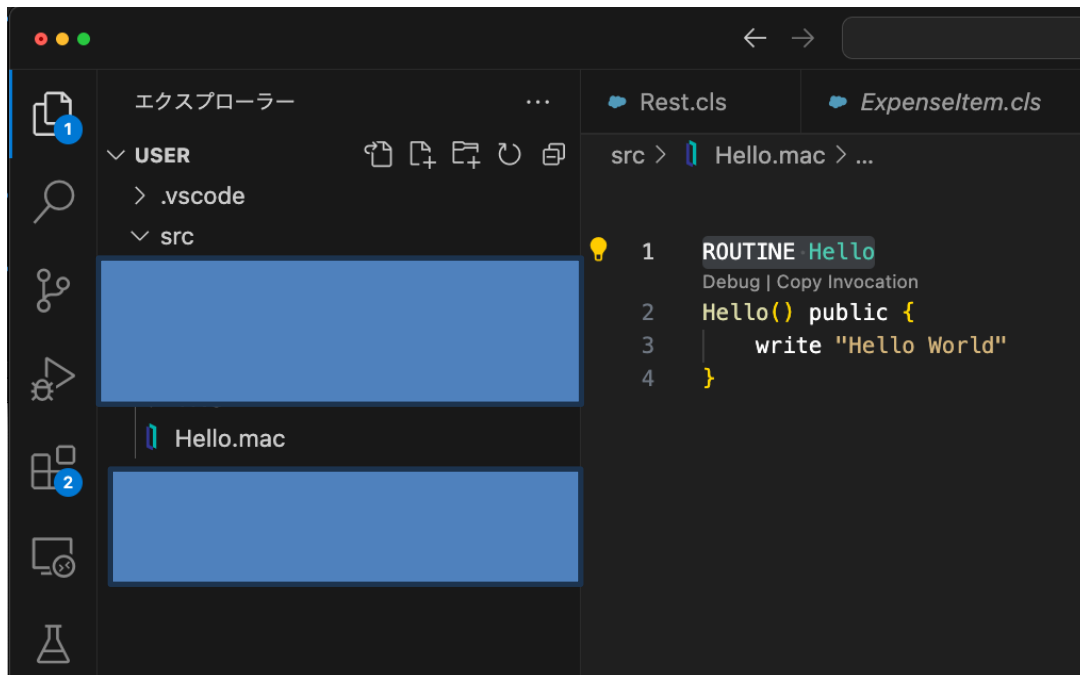 エクスプローラー
...
Rest.cls
ExpenseItem.cls
1
USER
src > Hello.mac > ...
.vscode
src
1 ROUTINE Hello
Debug | Copy Invocation
2 Hello() public {
3 write "Hello World"
4 }
Hello.mac
2